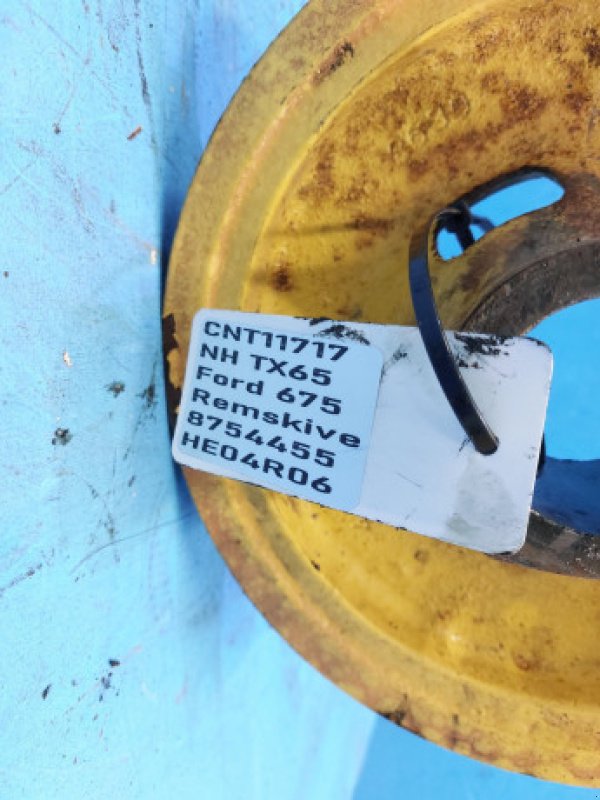 CNT11717
NH TX65
Ford 675
Remskive
8754455
HE04R06